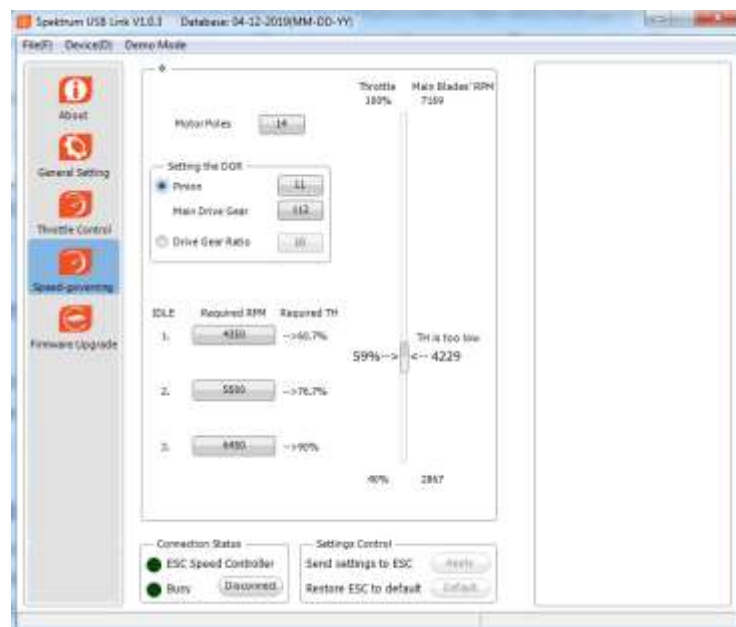 Spektrum USB Link V1.0.3 Database: 04-12-2019(MM-DD-YY)
File(F) Device(D) Demo Mode
About
General Setting
Throttle Control
Speed-governing
Firmware Upgrade
Throttle Main Blades' RPM
100% 7169
Motor Poles 14
Setting the DGR
Pinion 11
Main Drive Gear 112
Drive Gear Ratio 10
IDLE Required RPM Required TH
1. -->60.7%
TH is too low
59%--> <-- 4229
2. 5500 -->76.7%
3. -->90%
40% 2867
Connection Status
ESC Speed Controller
Busy Disconnect
Settings Control
Send settings to ESC Apply
Restore ESC to default Default